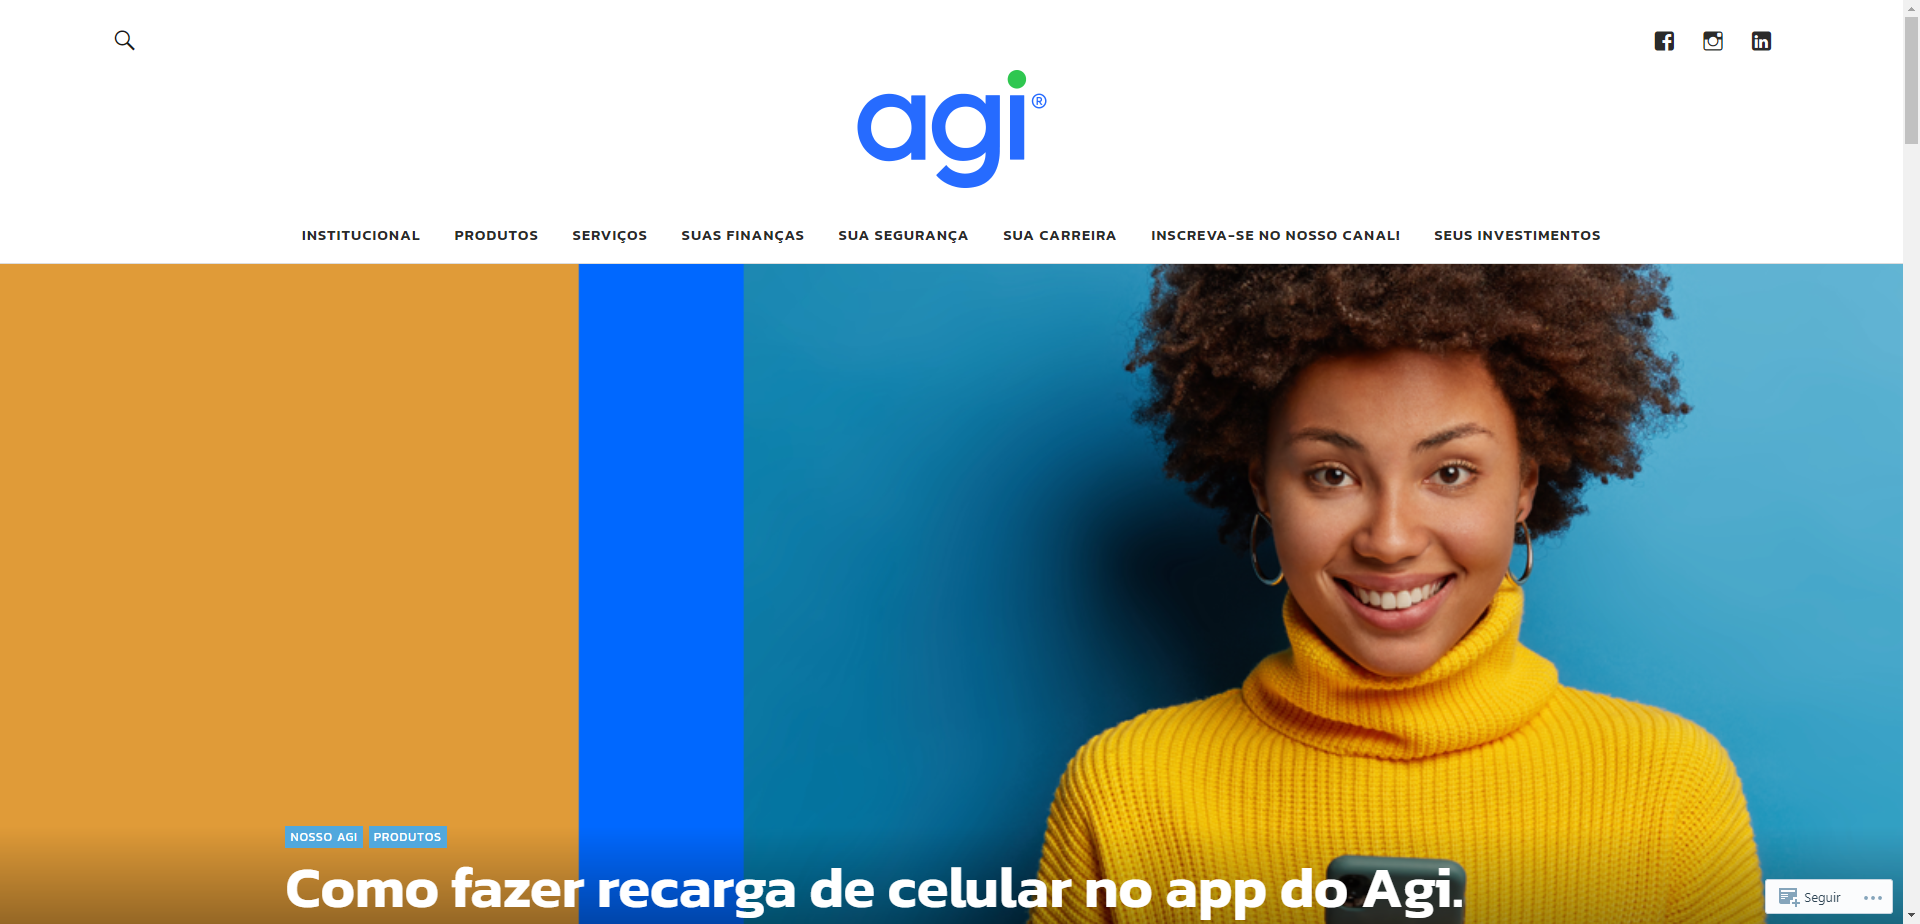 agi®
INSTITUCIONAL PRODUTOS SERVIÇOS SUAS FINANÇAS SUA SEGURANÇA SUA CARREIRA INSCREVA-SE NO NOSSO CANAL! SEUS INVESTIMENTOS
NOSSO AGI PRODUTOS
Como fazer recarga de celular no app do Agi.
Seguir